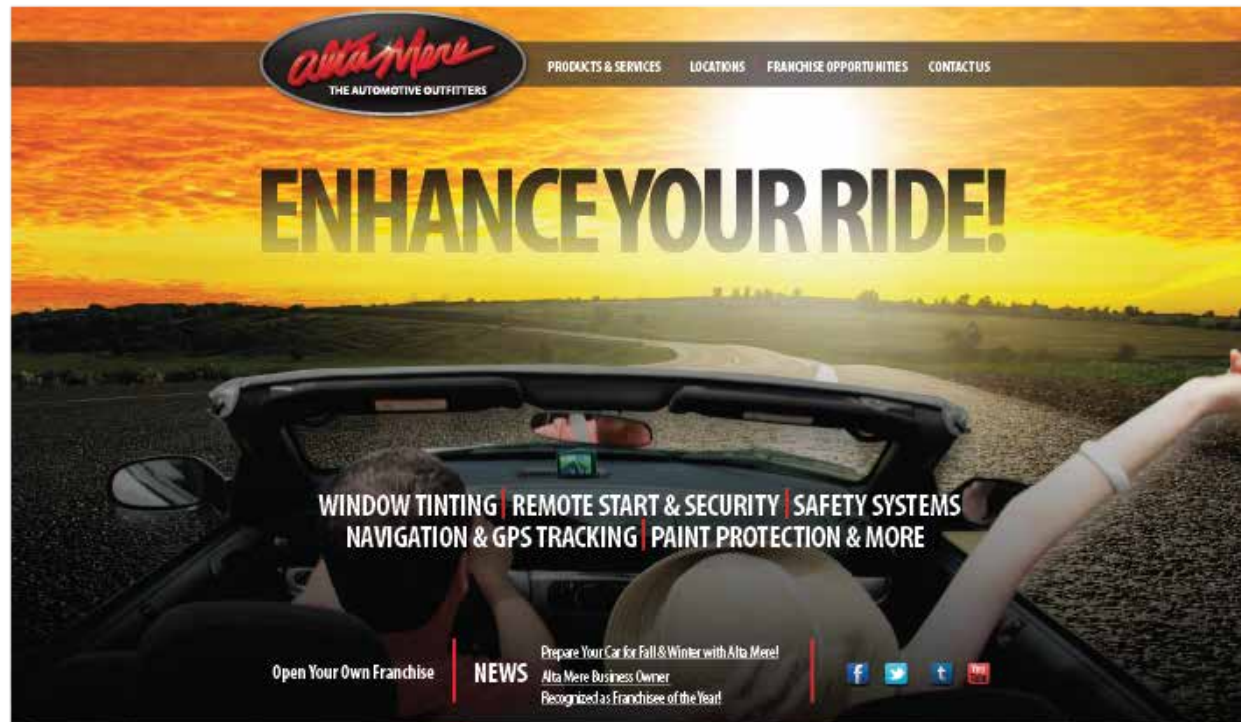 alta Mere
THE AUTOMOTIVE OUTFITTERS
PRODUCTS & SERVICES LOCATIONS FRANCHISE OPPORTUNITIES CONTACT US
ENHANCE YOUR RIDE!
WINDOW TINTING | REMOTE START & SECURITY | SAFETY SYSTEMS
NAVIGATION & GPS TRACKING | PAINT PROTECTION & MORE
Open Your Own Franchise
NEWS
Prepare Your Car for Fall & Winter with Alta Mere!
Alta Mere Business Owner
Recognized as Franchisee of the Year!
f
t
You